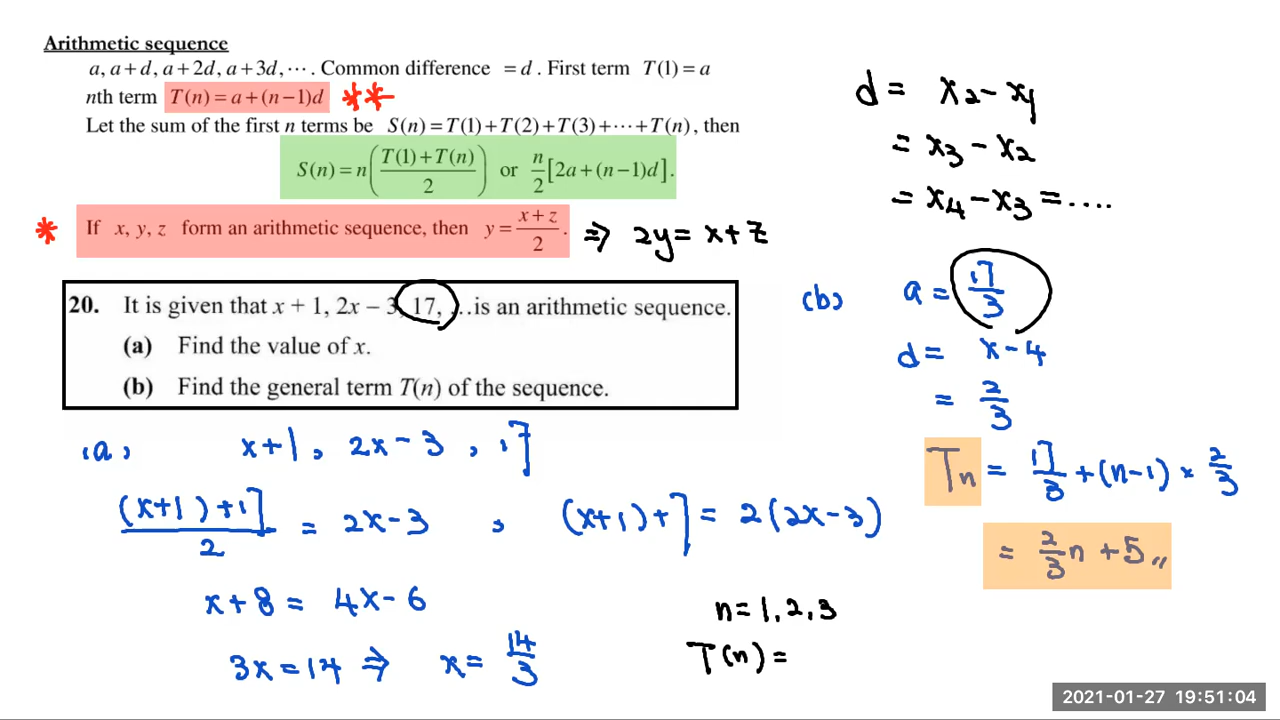 Arithmetic sequence
a, a+d, a+2d, a+3d, ⋯. Common difference = d. First term T(1) = a
nth term T(n) = a+(n−1)d **
Let the sum of the first n terms be S(n) = T(1)+T(2)+T(3)+⋯+T(n), then
S(n) = n((T(1)+T(n))/2) or n/2[2a+(n−1)d].
* If x, y, z form an arithmetic sequence, then y = (x+z)/2. ⇒ 2y = x+z
20. It is given that x + 1, 2x − 3, 17, …is an arithmetic sequence.
(a) Find the value of x.
(b) Find the general term T(n) of the sequence.
(a) x+1, 2x−3, 17
((x+1)+17)/2 = 2x−3, (x+1)+7 = 2(2x−3)
x+8 = 4x−6
3x = 14 ⇒ x = 14/3
n = 1, 2, 3
T(n) =
d = x2 − x1
= x3 − x2
= x4 − x3 = ....
(b) a = 17/3
d = x−4
= 2/3
Tn = 17/3 + (n−1) × 2/3
= 2/3 n + 5 〃
2021-01-27 19:51:04